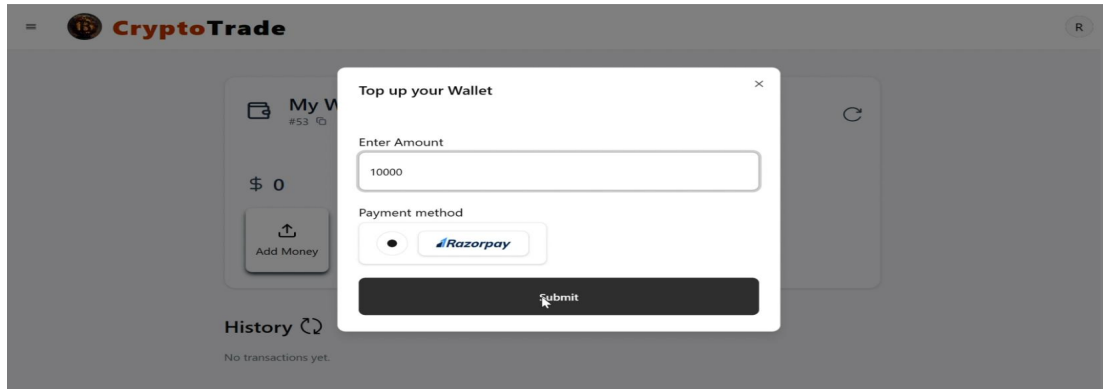 CryptoTrade
R
Top up your Wallet
My W
#53
Enter Amount
10000
$ 0
Payment method
Razorpay
Add Money
Submit
History
No transactions yet.